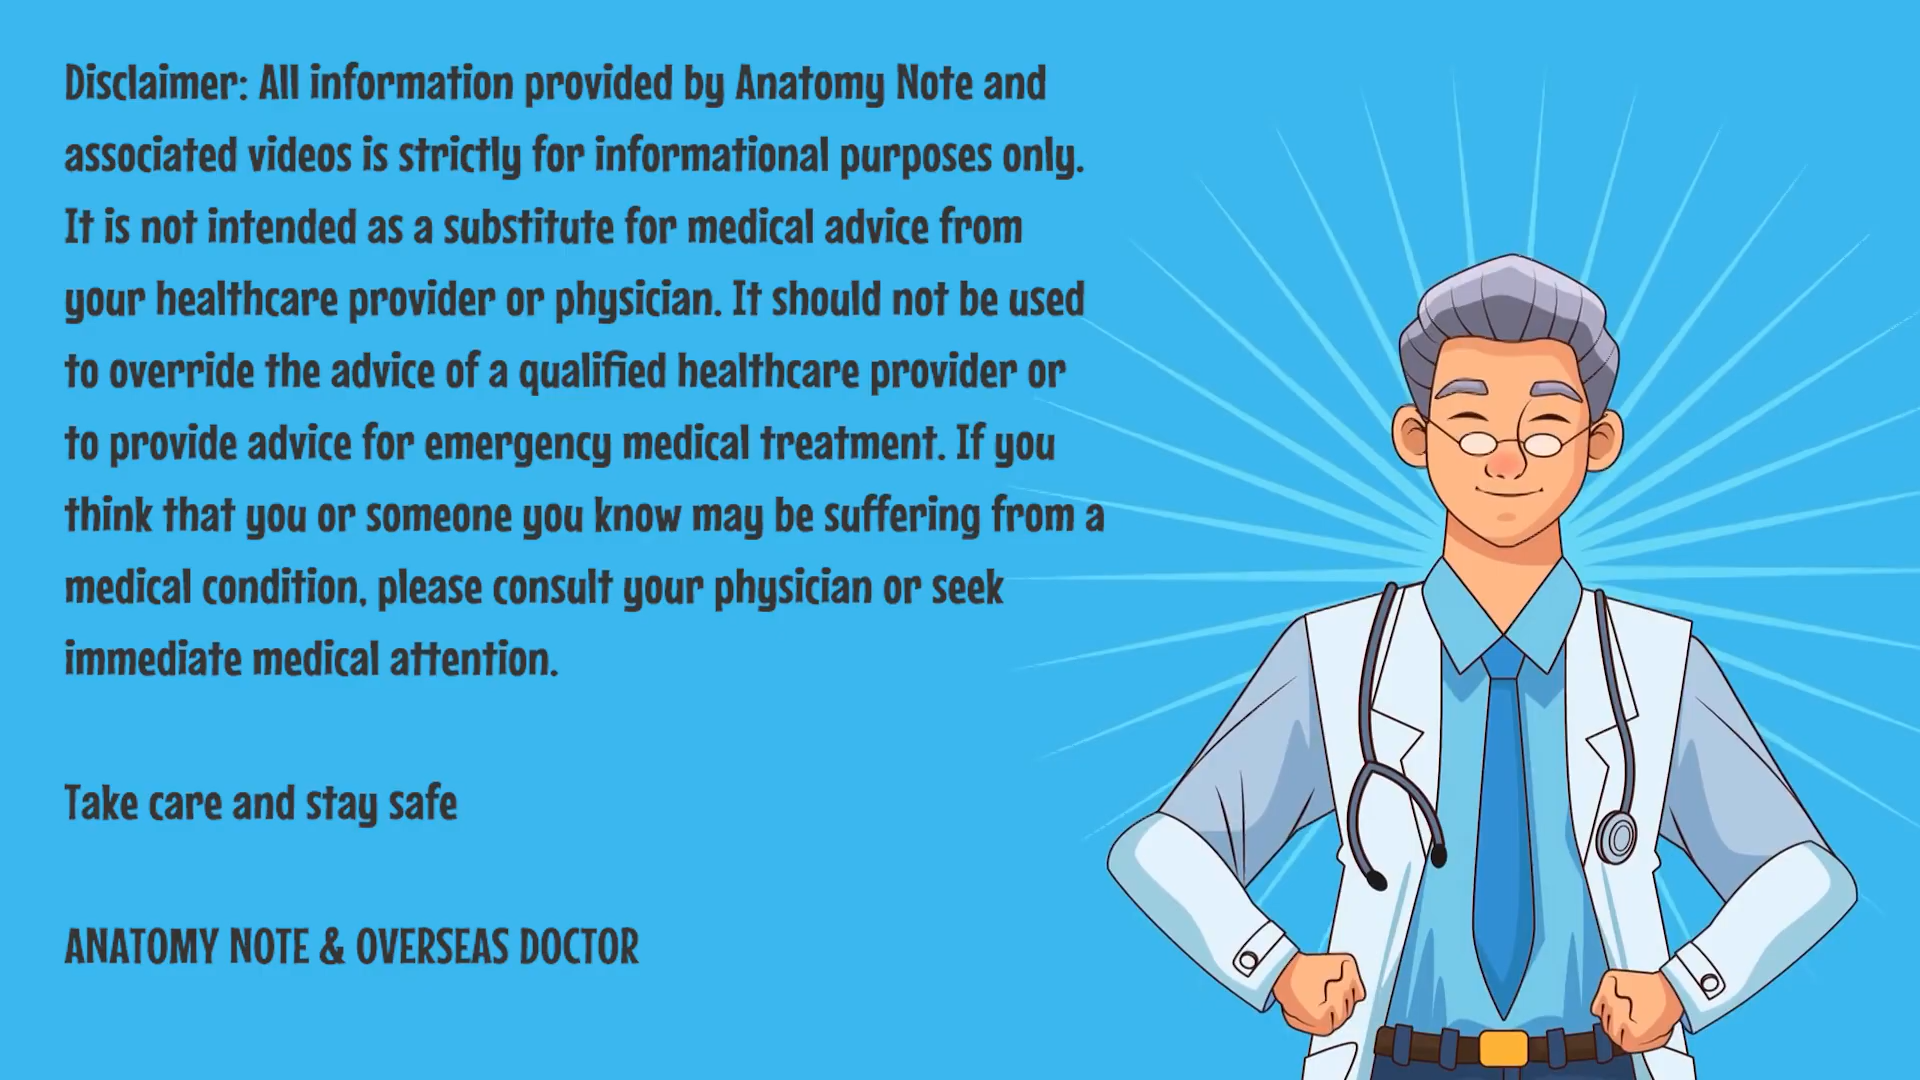 Disclaimer: All information provided by Anatomy Note and
associated videos is strictly for informational purposes only.
It is not intended as a substitute for medical advice from
your healthcare provider or physician. It should not be used
to override the advice of a qualified healthcare provider or
to provide advice for emergency medical treatment. If you
think that you or someone you know may be suffering from a
medical condition, please consult your physician or seek
immediate medical attention.
Take care and stay safe
ANATOMY NOTE & OVERSEAS DOCTOR